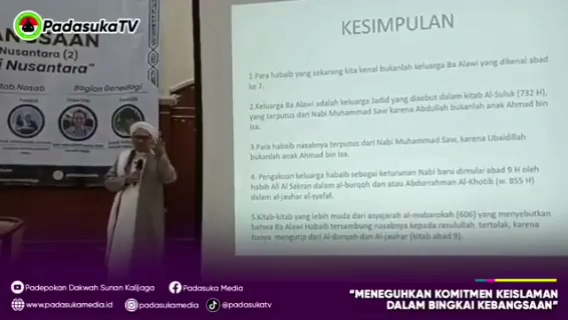 PadasukaTV
ANGSAAN
Nusantara (2)
i Nusantara"
KESIMPULAN
1.Para habaib yang sekarang kita kenal bukanlah keluarga Ba Alawi yang dikenal abad
ke 7.
2.Keluarga Ba Alawi adalah keluarga Jadid yang disebut dalam kitab Al-Suluk (732 H),
yang terputus dari Nabi Muhammad Saw karena Abdullah bukanlah anak Ahmad bin
Isa.
3.Para habaib nasabnya terputus dari Nabi Muhammad Saw, karena Ubaidillah
bukanlah anak Ahmad bin Isa.
4. Pengakuan keluarga habaib sebagai keturunan Nabi baru dimulai abad 9 H oleh
habib Ali Al Sakran dalam al-burqoh dan atau Abdurrahman Al-Khotib (w. 855 H)
dalam al-jauhar al-syefaf.
5.Kitab-kitab yang lebih muda dari asyajarah al-mubarokah (606) yang menyebutkan
bahwa Ba Alawi Habaib tersambung nasabnya kepada rasulullah tertolak, karena
hanya mengutip dari Al-Burqah dan Al-jauhar (kitab abad 9).
Padepokan Dakwah Sunan Kalijaga
Padasuka Media
www.padasukamedia.id
padasukamedia
padasukatv
"MENEGUHKAN KOMITMEN KEISLAMAN
DALAM BINGKAI KEBANGSAAN"